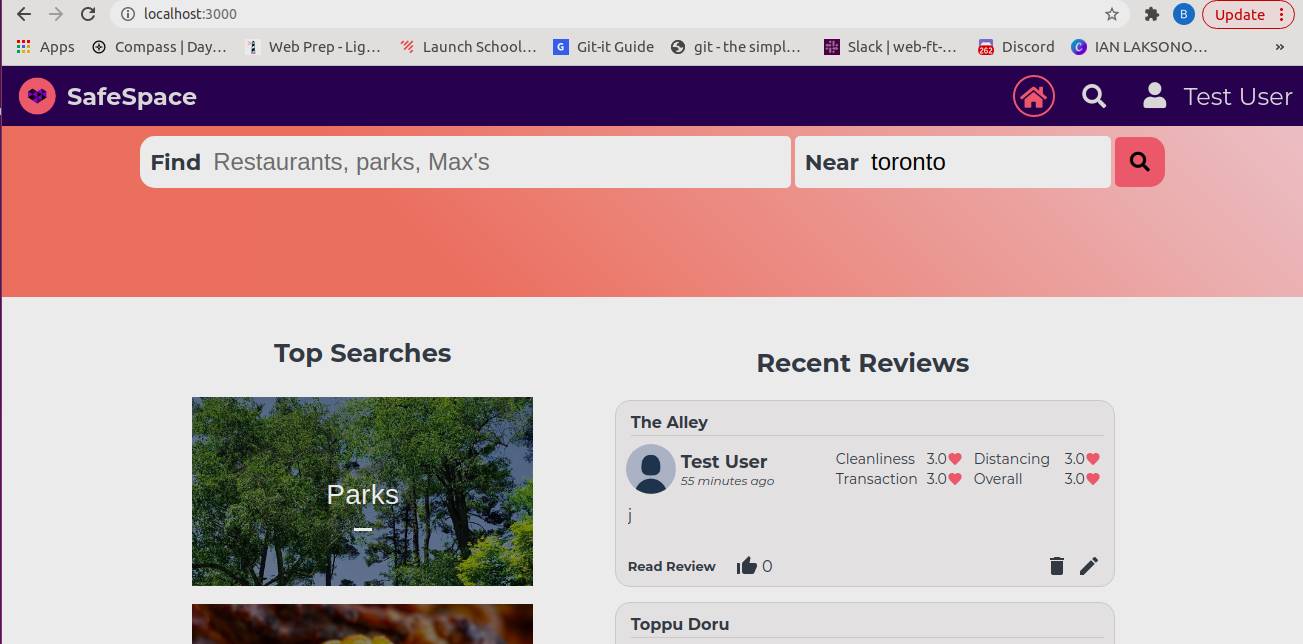 localhost:3000
B
Update
Apps
Compass | Day…
Web Prep - Lig…
Launch School…
G
Git-it Guide
git - the simpl…
Slack | web-ft-…
262
Discord
C
IAN LAKSONO…
»
SafeSpace
Test User
Find Restaurants, parks, Max's
Near toronto
Top Searches
Recent Reviews
Parks
The Alley
Test User
55 minutes ago
Cleanliness 3.0 Distancing 3.0
Transaction 3.0 Overall 3.0
j
Read Review 0
Toppu Doru